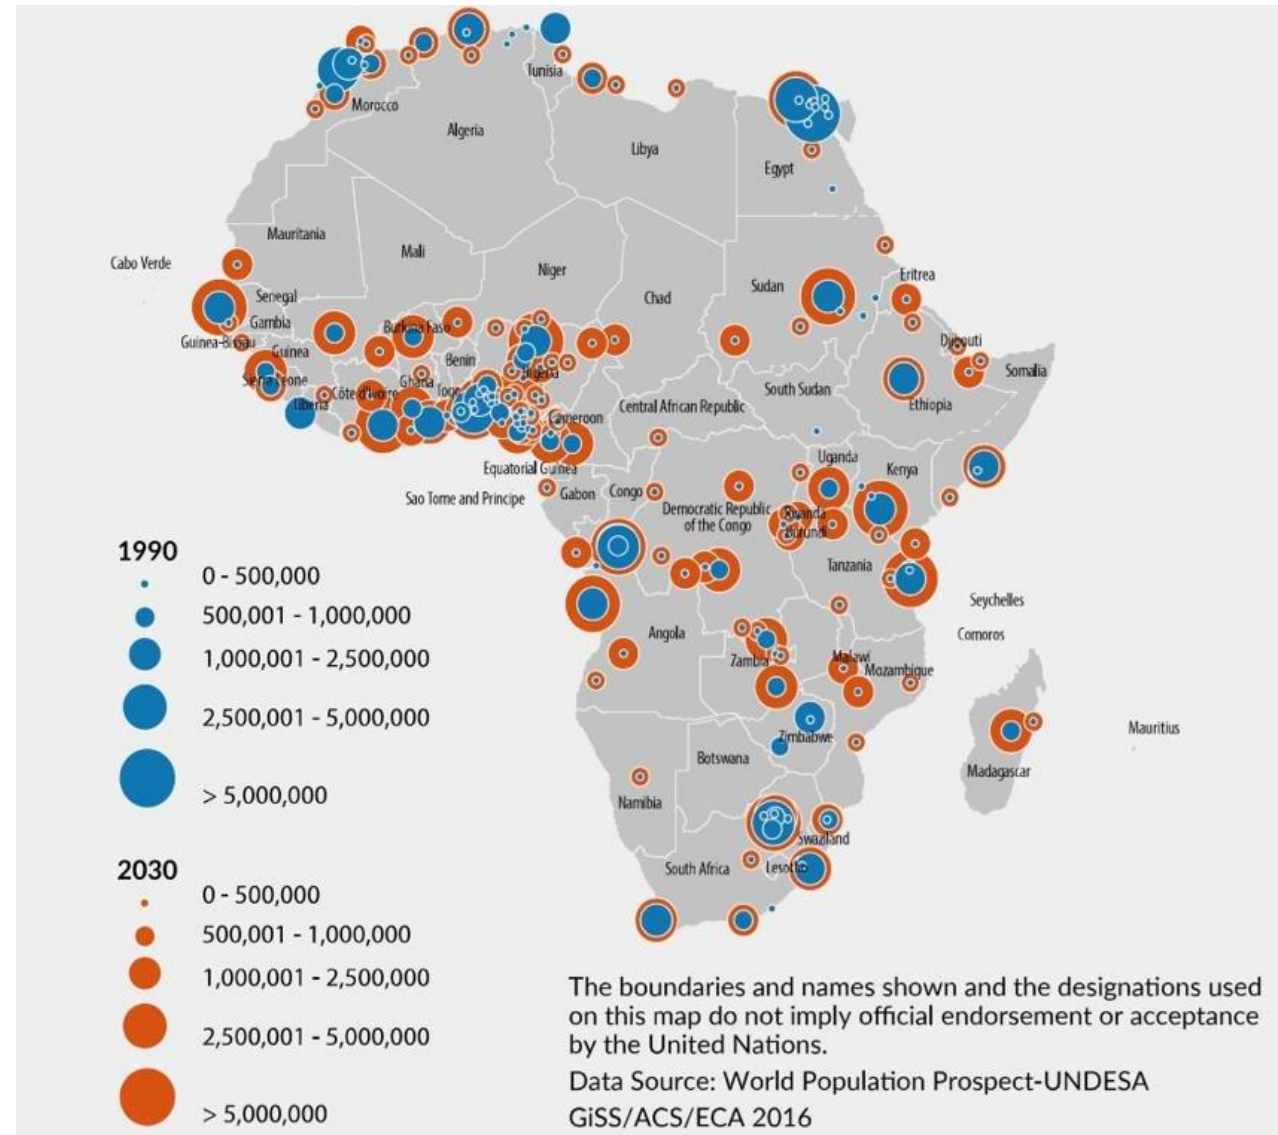 Tunisia
Morocco
Algeria
Libya
Egypt
Mauritania
Mali
Niger
Cabo Verde
Chad
Sudan
Eritrea
Senegal
Gambia
Guinea-Bissau
Guinea
Burkina Faso
Djibouti
Benin
Nigeria
Somalia
Sierra Leone
Côte d'Ivoire
Ghana
Togo
South Sudan
Ethiopia
Liberia
Central African Republic
Cameroon
Equatorial Guinea
Uganda
Kenya
Sao Tome and Principe
Gabon
Congo
Democratic Republic
of the Congo
Rwanda
Burundi
Tanzania
Seychelles
Comoros
Angola
Zambia
Malawi
Mozambique
Zimbabwe
Mauritius
Botswana
Madagascar
Namibia
Swaziland
South Africa
Lesotho
1990
0 - 500,000
500,001 - 1,000,000
1,000,001 - 2,500,000
2,500,001 - 5,000,000
> 5,000,000
2030
0 - 500,000
500,001 - 1,000,000
1,000,001 - 2,500,000
2,500,001 - 5,000,000
> 5,000,000
The boundaries and names shown and the designations used
on this map do not imply official endorsement or acceptance
by the United Nations.
Data Source: World Population Prospect-UNDESA
GiSS/ACS/ECA 2016